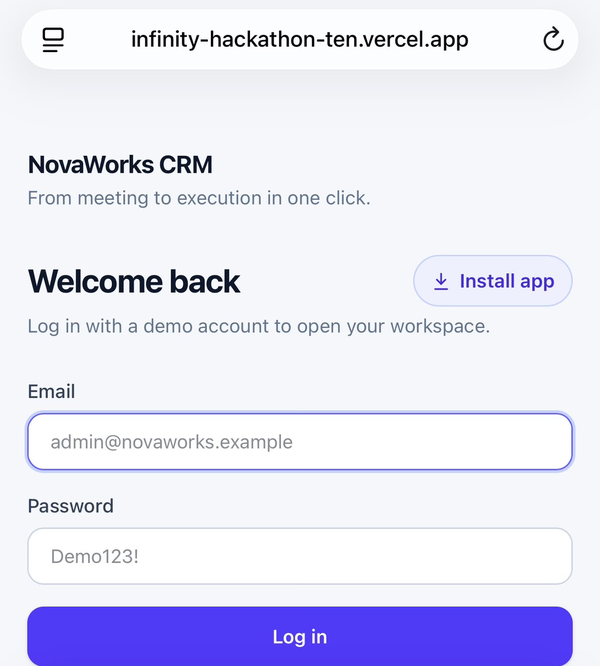 infinity-hackathon-ten.vercel.app
NovaWorks CRM
From meeting to execution in one click.
Welcome back
Install app
Log in with a demo account to open your workspace.
Email
admin@novaworks.example
Password
Demo123!
Log in